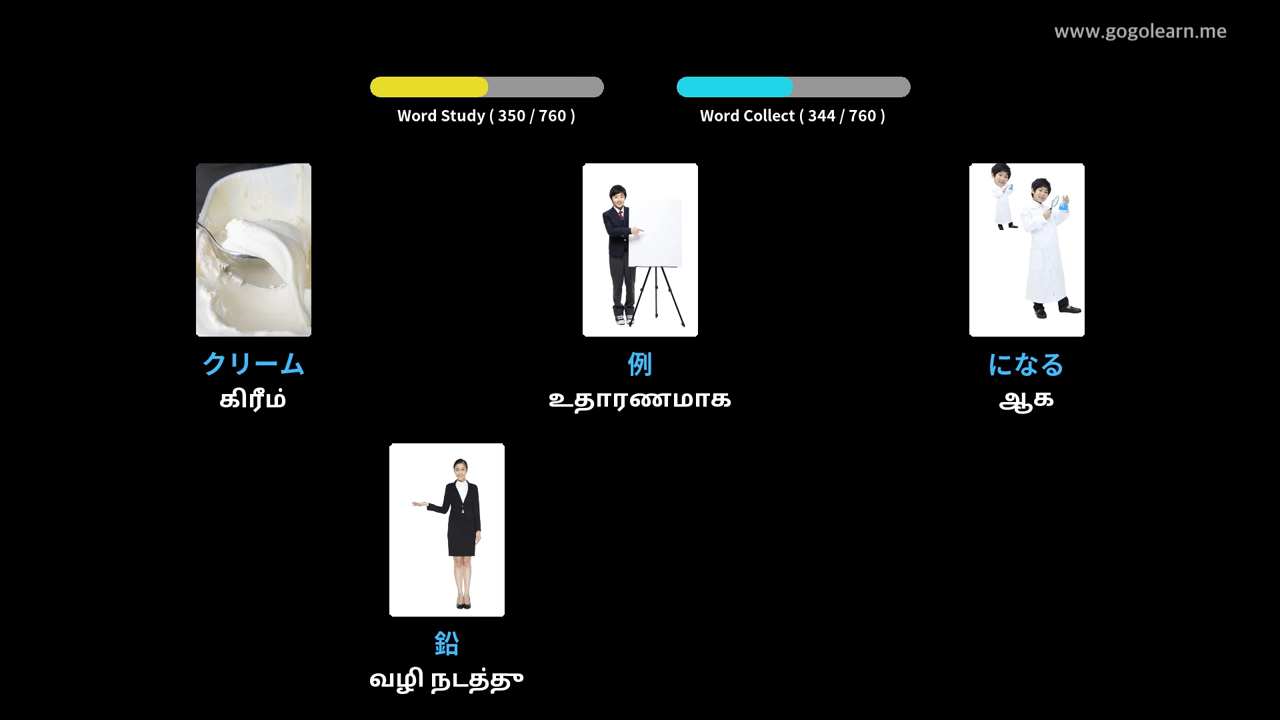 www.gogolearn.me
Word Study ( 350 / 760 )
Word Collect ( 344 / 760 )
クリーム
கிரீம்
例
உதாரணமாக
になる
ஆக
鉛
வழி நடத்து